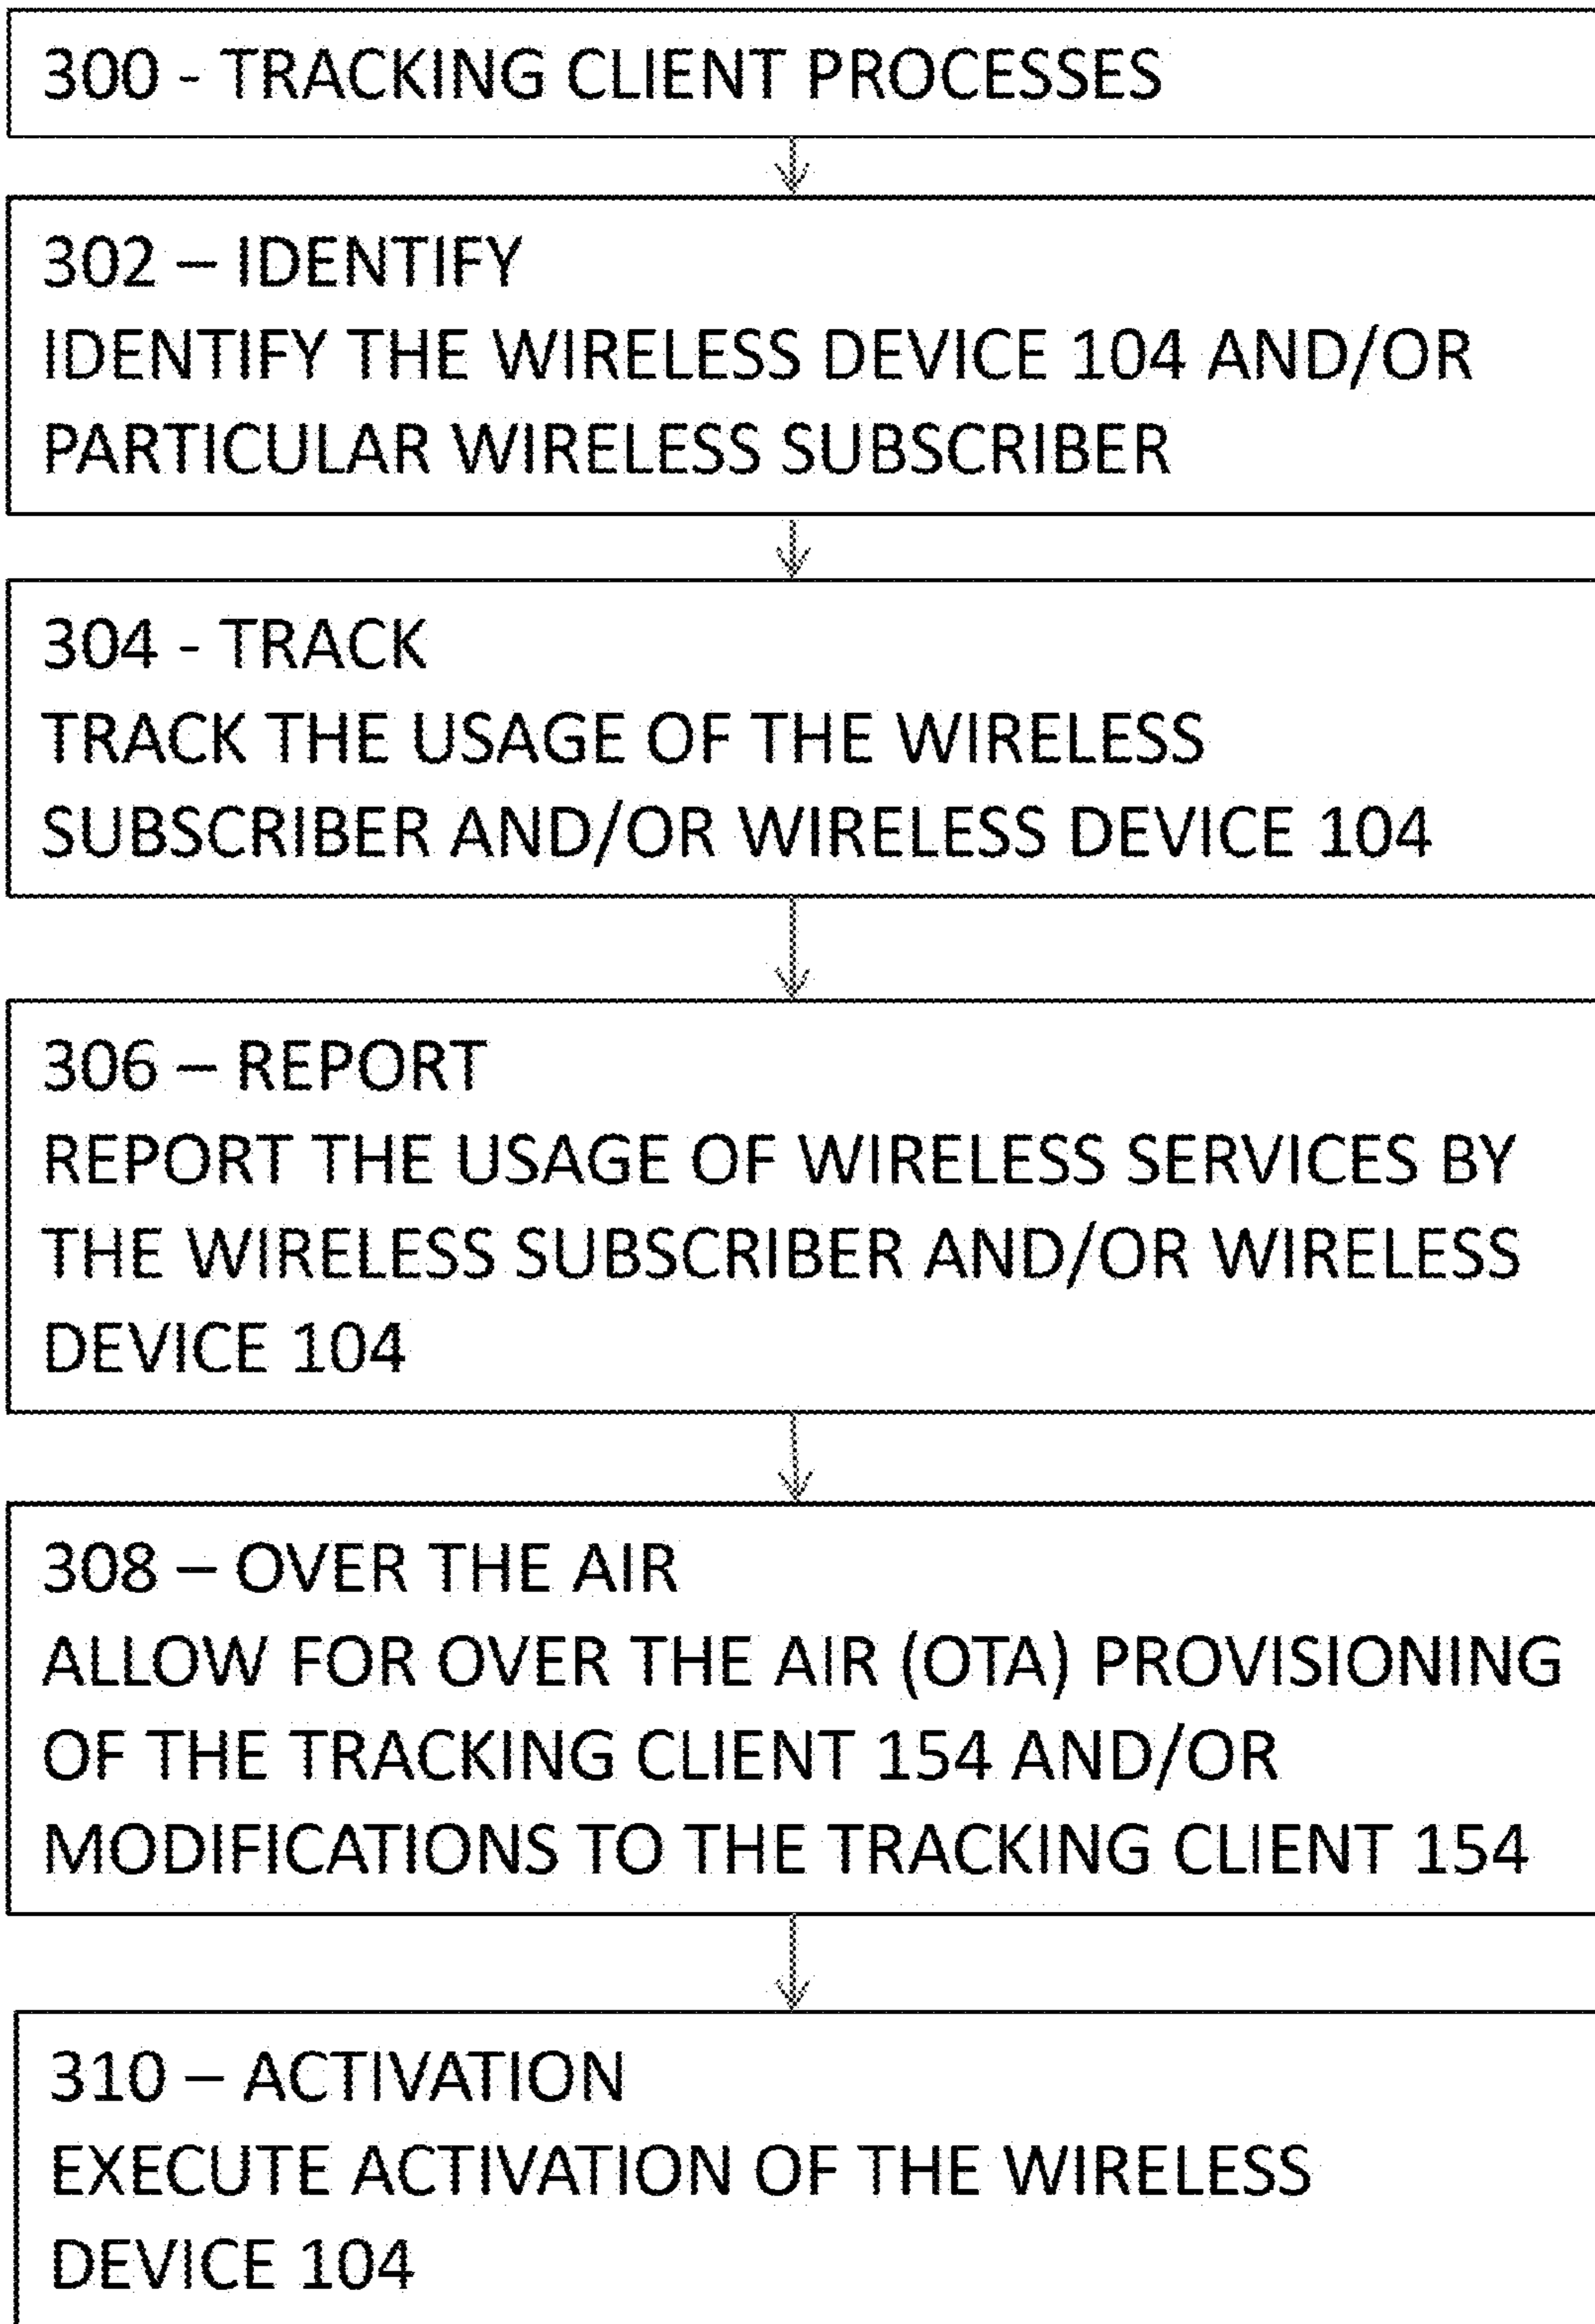 300 - TRACKING CLIENT PROCESSES
302 – IDENTIFY
IDENTIFY THE WIRELESS DEVICE 104 AND/OR
PARTICULAR WIRELESS SUBSCRIBER
304 - TRACK
TRACK THE USAGE OF THE WIRELESS
SUBSCRIBER AND/OR WIRELESS DEVICE 104
306 – REPORT
REPORT THE USAGE OF WIRELESS SERVICES BY
THE WIRELESS SUBSCRIBER AND/OR WIRELESS
DEVICE 104
308 – OVER THE AIR
ALLOW FOR OVER THE AIR (OTA) PROVISIONING
OF THE TRACKING CLIENT 154 AND/OR
MODIFICATIONS TO THE TRACKING CLIENT 154
310 – ACTIVATION
EXECUTE ACTIVATION OF THE WIRELESS
DEVICE 104